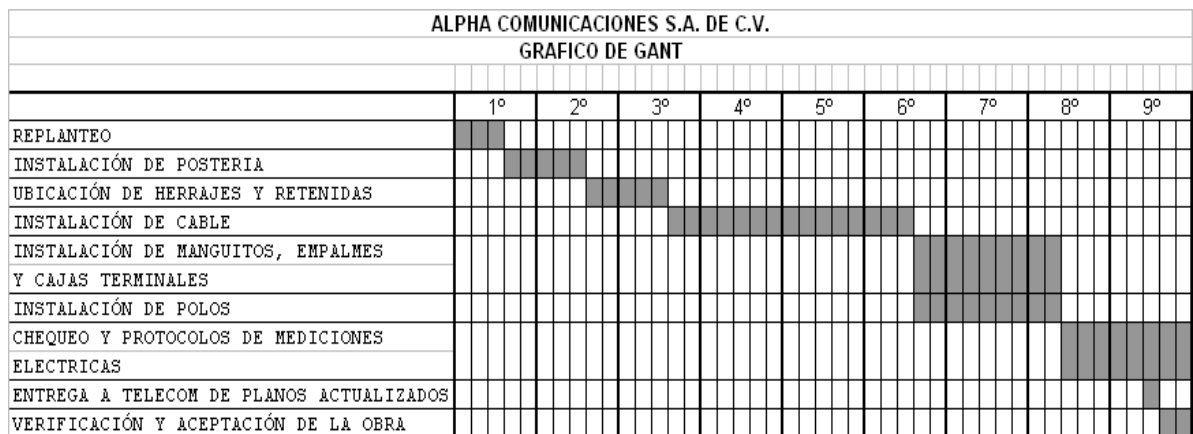 ALPHA COMUNICACIONES S.A. DE C.V.
GRAFICO DE GANT
1º 2º 3º 4º 5º 6º 7º 8º 9º
REPLANTEO
INSTALACIÓN DE POSTERIA
UBICACIÓN DE HERRAJES Y RETENIDAS
INSTALACIÓN DE CABLE
INSTALACIÓN DE MANGUITOS, EMPALMES
Y CAJAS TERMINALES
INSTALACIÓN DE POLOS
CHEQUEO Y PROTOCOLOS DE MEDICIONES
ELECTRICAS
ENTREGA A TELECOM DE PLANOS ACTUALIZADOS
VERIFICACIÓN Y ACEPTACIÓN DE LA OBRA